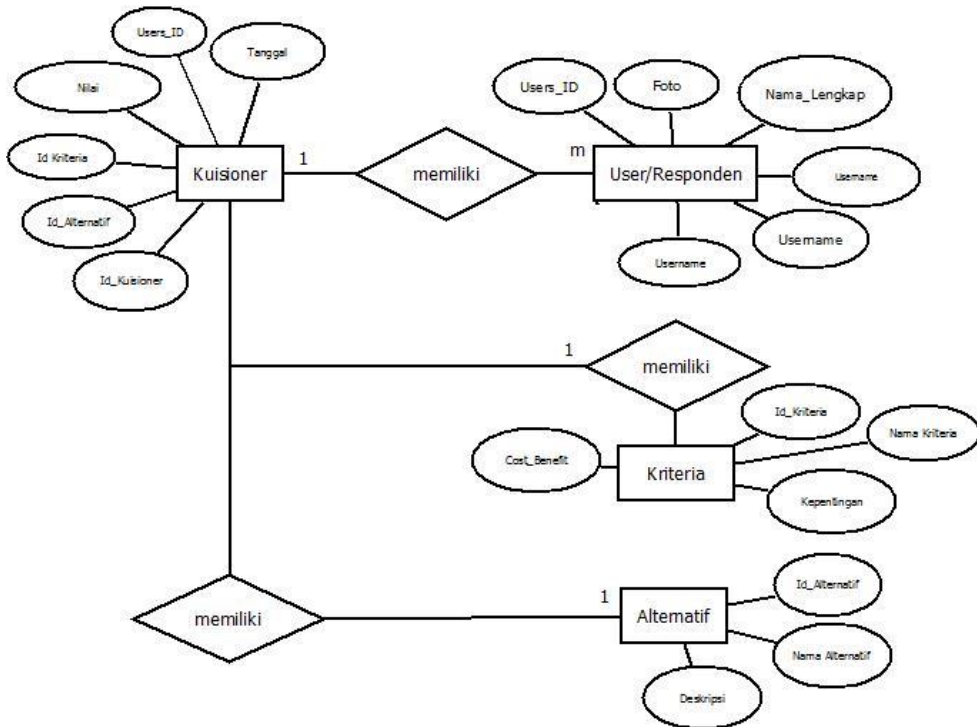 Users_ID
Tanggal
Nilai
Id Kriteria
Id_Alternatif
Id_Kuisioner
Kuisioner
1
memiliki
m
User/Responden
Users_ID
Foto
Nama_Lengkap
Username
Username
Username
1
memiliki
Kriteria
Cost_Benefit
Id_Kriteria
Nama Kriteria
Kepentingan
memiliki
1
Alternatif
Id_Alternatif
Nama Alternatif
Deskripsi